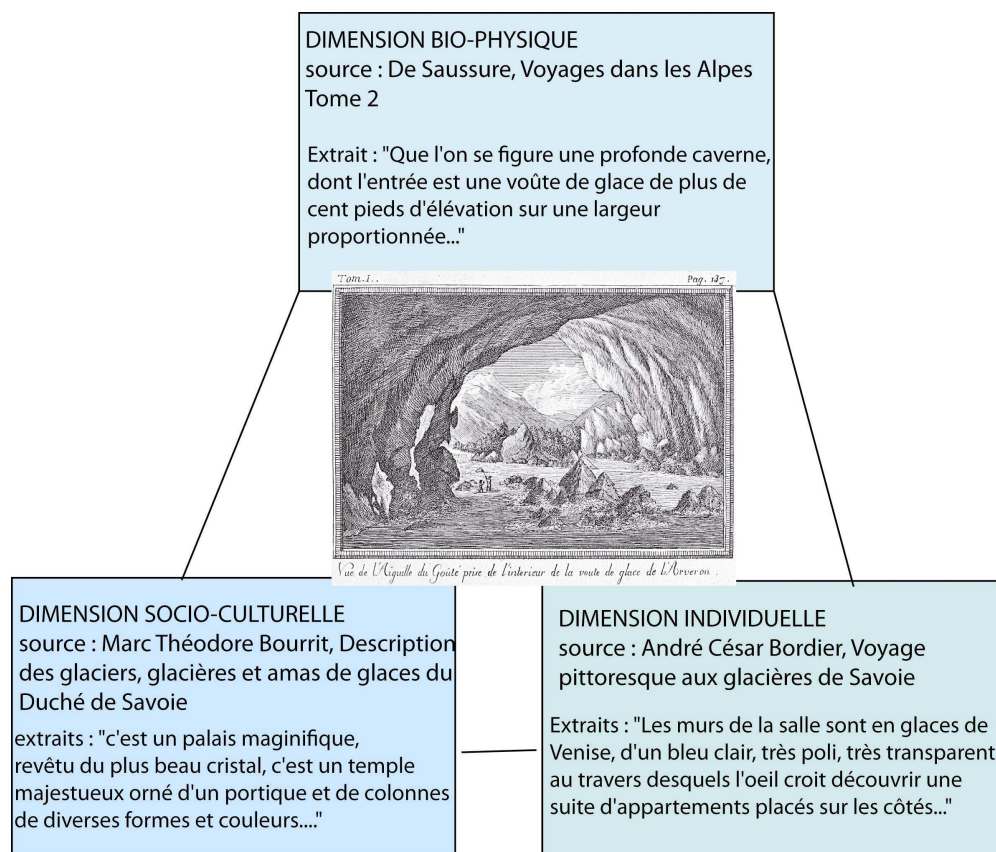 DIMENSION BIO-PHYSIQUE
source : De Saussure, Voyages dans les Alpes
Tome 2
Extrait : "Que l'on se figure une profonde caverne,
dont l'entrée est une voûte de glace de plus de
cent pieds d'élévation sur une largeur
proportionnée..."
Tom. I..
Pag. 137.
Vue de l'Aiguille du Goûté prise de l'interieur de la voute de glace de l'Arveron.
DIMENSION SOCIO-CULTURELLE
source : Marc Théodore Bourrit, Description
des glaciers, glacières et amas de glaces du
Duché de Savoie
extraits : "c'est un palais maginifique,
revêtu du plus beau cristal, c'est un temple
majestueux orné d'un portique et de colonnes
de diverses formes et couleurs...."
DIMENSION INDIVIDUELLE
source : André César Bordier, Voyage
pittoresque aux glacières de Savoie
Extraits : "Les murs de la salle sont en glaces de
Venise, d'un bleu clair, très poli, très transparent
au travers desquels l'oeil croit découvrir une
suite d'appartements placés sur les côtés..."